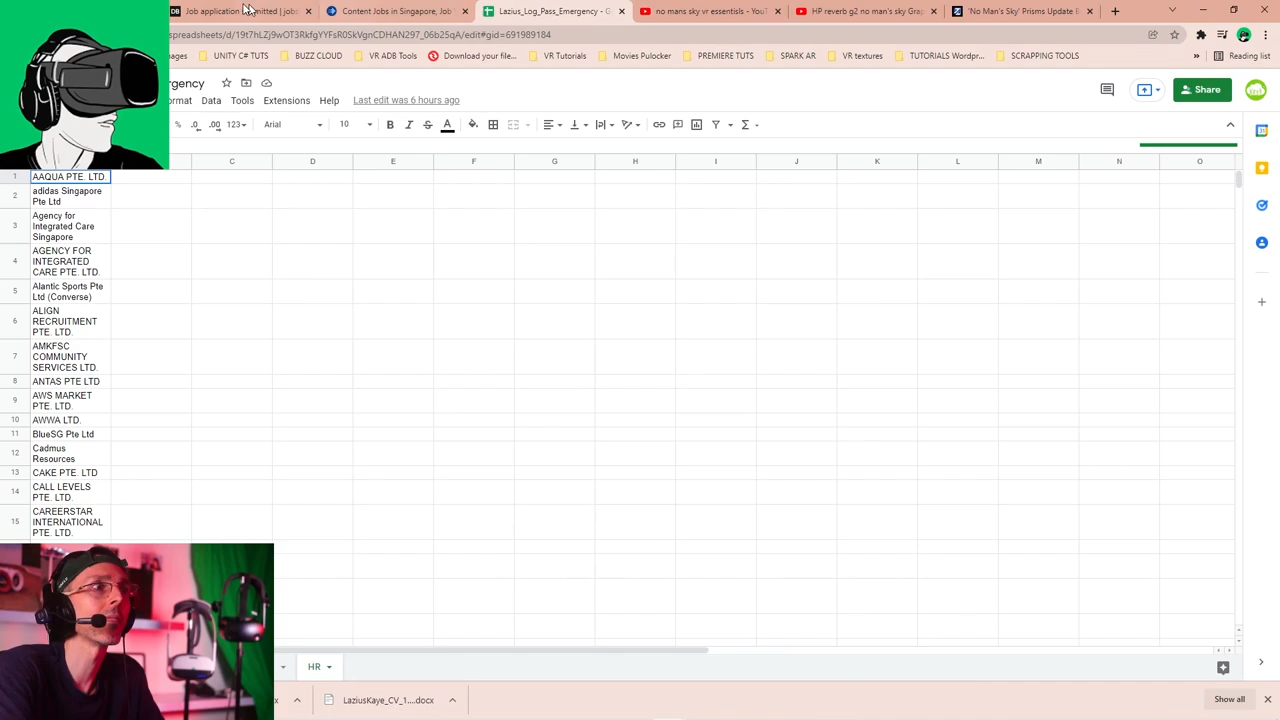 Job application submitted | job:
Content Jobs in Singapore, Job
Lazius_Log_Pass_Emergency - G
no mans sky vr essentials - YouT
HP reverb g2 no man's sky Grap
'No Man's Sky' Prisms Update B
spreadsheets/d/19t7hLZj9wOT3RkfgYYFsR0SkVgnCDHAN297_06b25qA/edit#gid=691989184
ages
UNITY C# TUTS
BUZZ CLOUD
VR ADB Tools
Download your com...
VR Tutorials
Movies Pulocker
PREMIERE TUTS
SPARK AR
TUTORIALS Wordpr...
SCRAPPING TOOLS
Reading list
ergency
ormat Data Tools Extensions Help Last edit was 6 hours ago
Share
% .0 .00 123 Arial 10
C D E F G H I J K L M N O
1 AAQUA PTE. LTD.
2 adidas Singapore
Pte Ltd
3 Agency for
Integrated Care
Singapore
4 AGENCY FOR
INTEGRATED
CARE PTE. LTD.
5 Alantic Sports Pte
Ltd (Converse)
6 ALIGN
RECRUITMENT
PTE. LTD.
7 AMKFSC
COMMUNITY
SERVICES LTD.
8 ANTAS PTE LTD
9 AWS MARKET
PTE. LTD.
10 AWWA LTD.
11 BlueSG Pte Ltd
12 Cadmus
Resources
13 CAKE PTE. LTD
14 CALL LEVELS
PTE. LTD.
15 CAREERSTAR
INTERNATIONAL
PTE. LTD.
HR
LaziusKaye_CV_1....docx
Show all